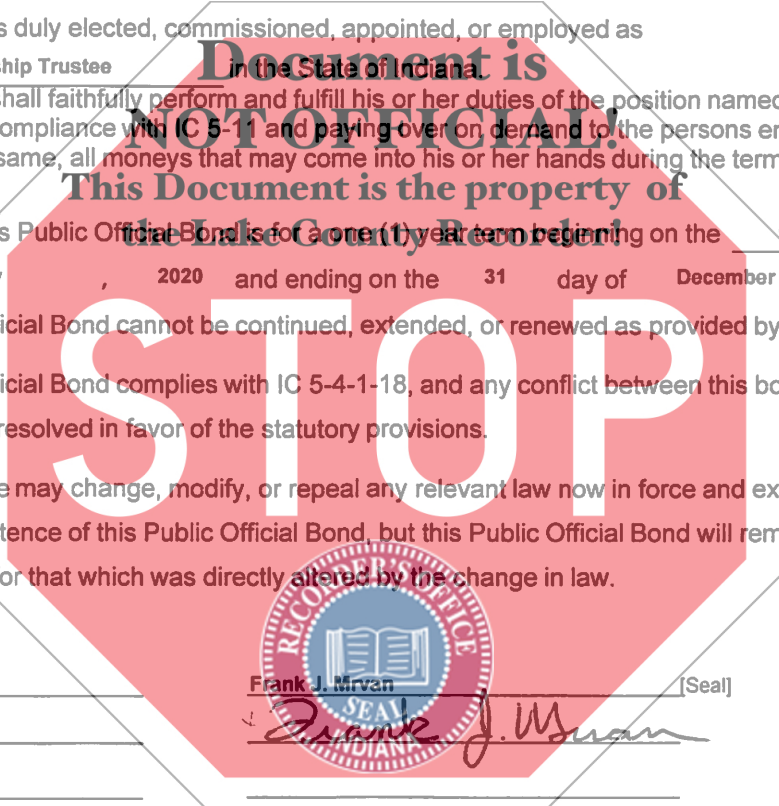 s duly elected, commissioned, appointed, or employed as
Document is
ship Trustee in the State of Indiana.
shall faithfully perform and fulfill his or her duties of the position named
NOT OFFICIAL!
ompliance with IC 5-11 and paying over on demand to the persons en
same, all moneys that may come into his or her hands during the term
This Document is the property of
the Lake County Recorder!
s Public Official Bond is for a one (1) year term beginning on the
, 2020 and ending on the 31 day of December
icial Bond cannot be continued, extended, or renewed as provided by
STOP
icial Bond complies with IC 5-4-1-18, and any conflict between this bo
resolved in favor of the statutory provisions.
e may change, modify, or repeal any relevant law now in force and ex
tence of this Public Official Bond, but this Public Official Bond will rem
or that which was directly altered by the change in law.
RECORDER'S OFFICE
SEAL
INDIANA
Frank J. Mrvan [Seal]
Frank J. Mrvan